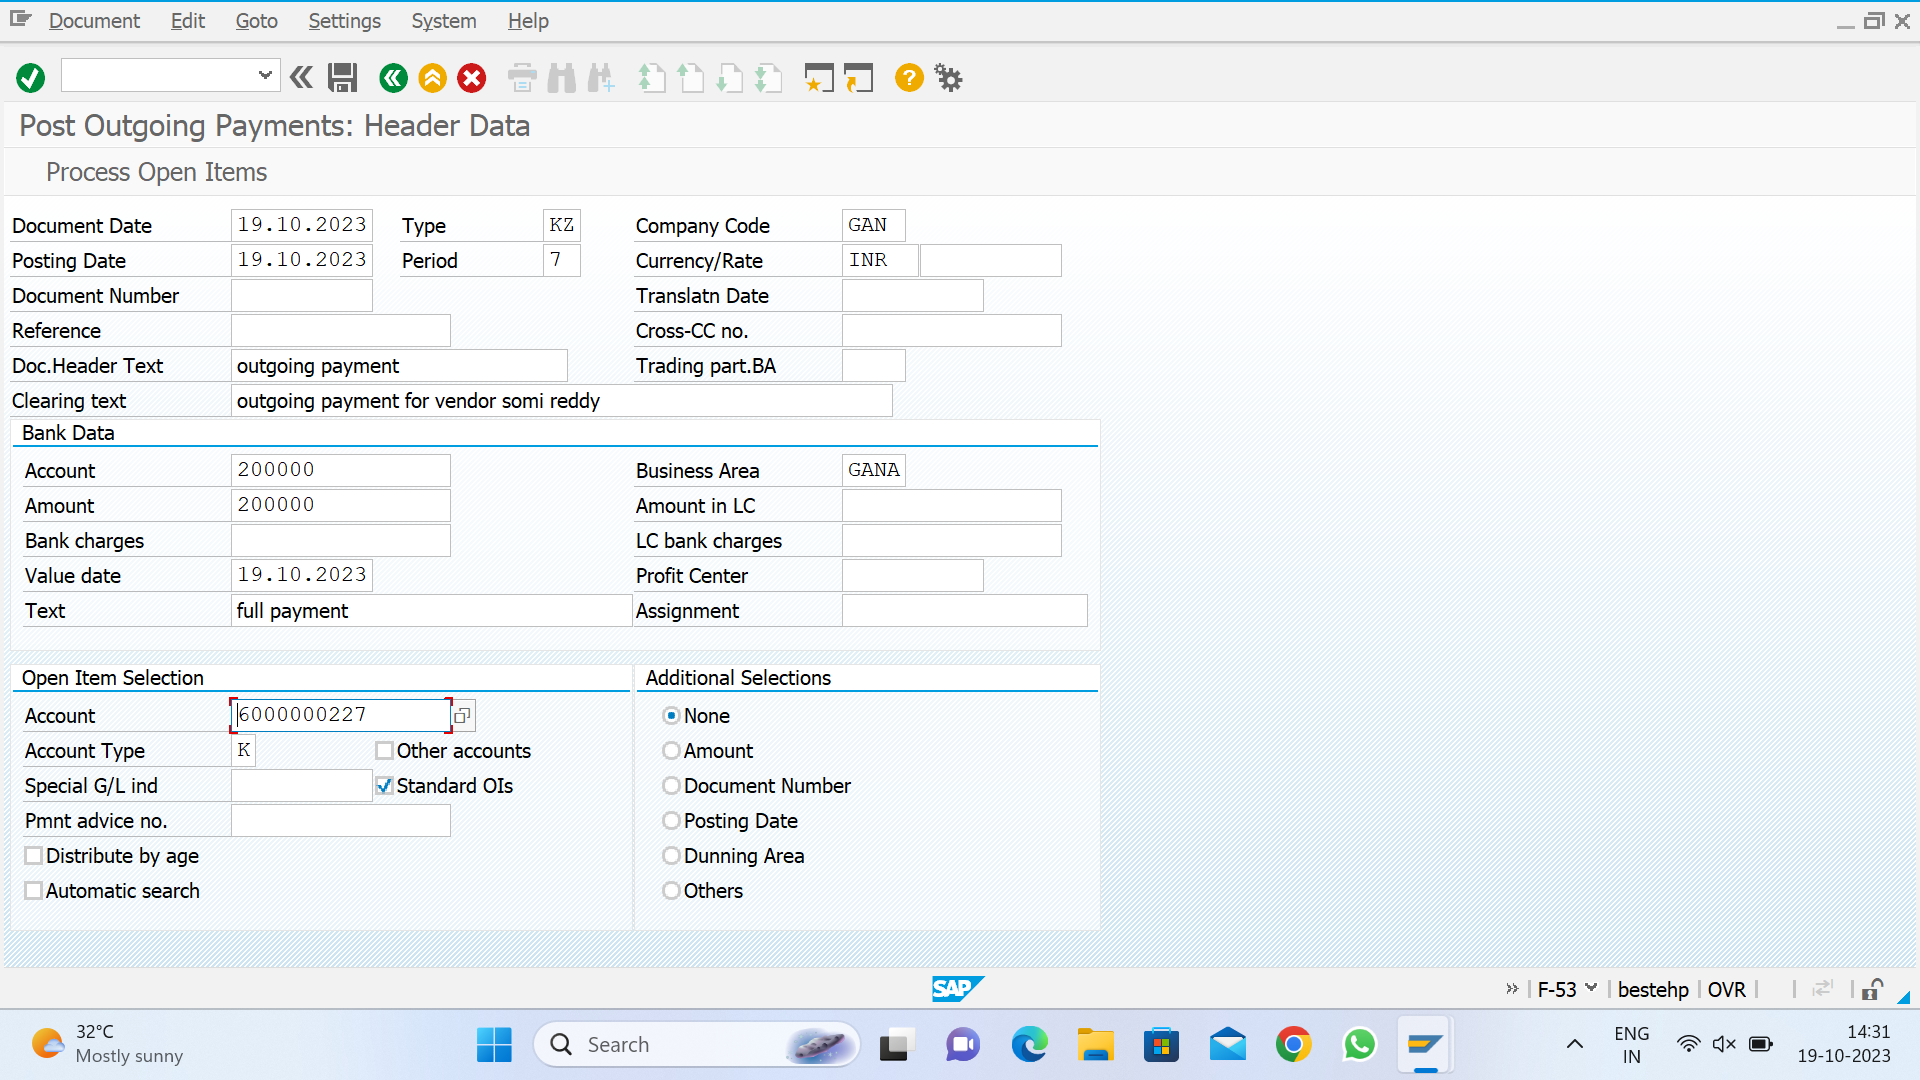 Document Edit Goto Settings System Help
Post Outgoing Payments: Header Data
Process Open Items
Document Date 19.10.2023 Type KZ Company Code GAN
Posting Date 19.10.2023 Period 7 Currency/Rate INR
Document Number Translatn Date
Reference Cross-CC no.
Doc.Header Text outgoing payment Trading part.BA
Clearing text outgoing payment for vendor somi reddy
Bank Data
Account 200000 Business Area GANA
Amount 200000 Amount in LC
Bank charges LC bank charges
Value date 19.10.2023 Profit Center
Text full payment Assignment
Open Item Selection Additional Selections
Account 6000000227 None
Account Type K Other accounts Amount
Special G/L ind Standard OIs Document Number
Pmnt advice no. Posting Date
Distribute by age Dunning Area
Automatic search Others
SAP F-53 bestehp OVR
32°C
Mostly sunny
Search
ENG
IN
14:31
19-10-2023